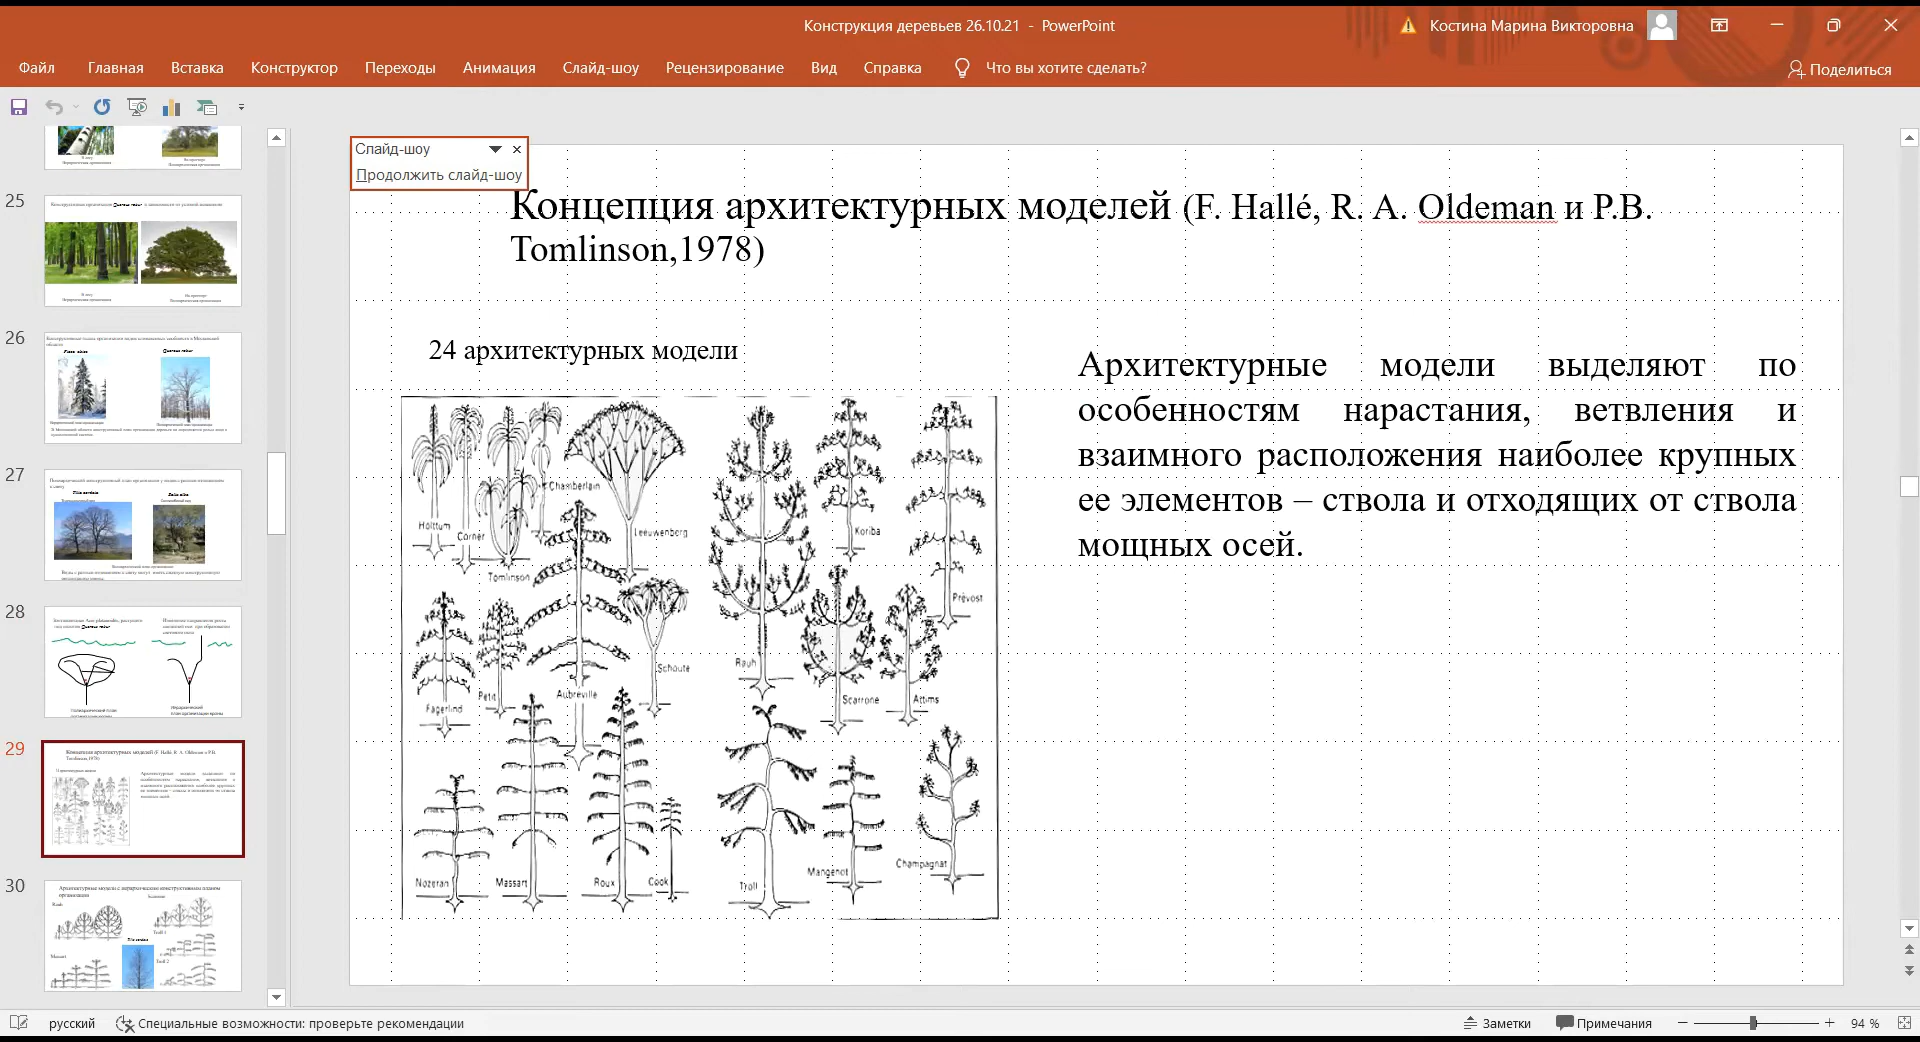 Конструкция деревьев 26.10.21 - PowerPoint
Костина Марина Викторовна
Файл Главная Вставка Конструктор Переходы Анимация Слайд-шоу Рецензирование Вид Справка Что вы хотите сделать?
Поделиться
Слайд-шоу
Продолжить слайд-шоу
Концепция архитектурных моделей (F. Hallé, R. A. Oldeman и P.B.
Tomlinson,1978)
24 архитектурных модели
Архитектурные модели выделяют по
особенностям нарастания, ветвления и
взаимного расположения наиболее крупных
ее элементов – ствола и отходящих от ствола
мощных осей.
Holttum
Corner
Tomlinson
Chamberlain
Leeuwenberg
Koriba
Prévost
Fagerlind
Petit
Aubreville
Schoute
Rauh
Scarrone
Attims
Nozeran
Massart
Roux
Cook
Troll
Mangenot
Champagnat
25
26
27
28
29
30
русский
Специальные возможности: проверьте рекомендации
Заметки
Примечания
94 %